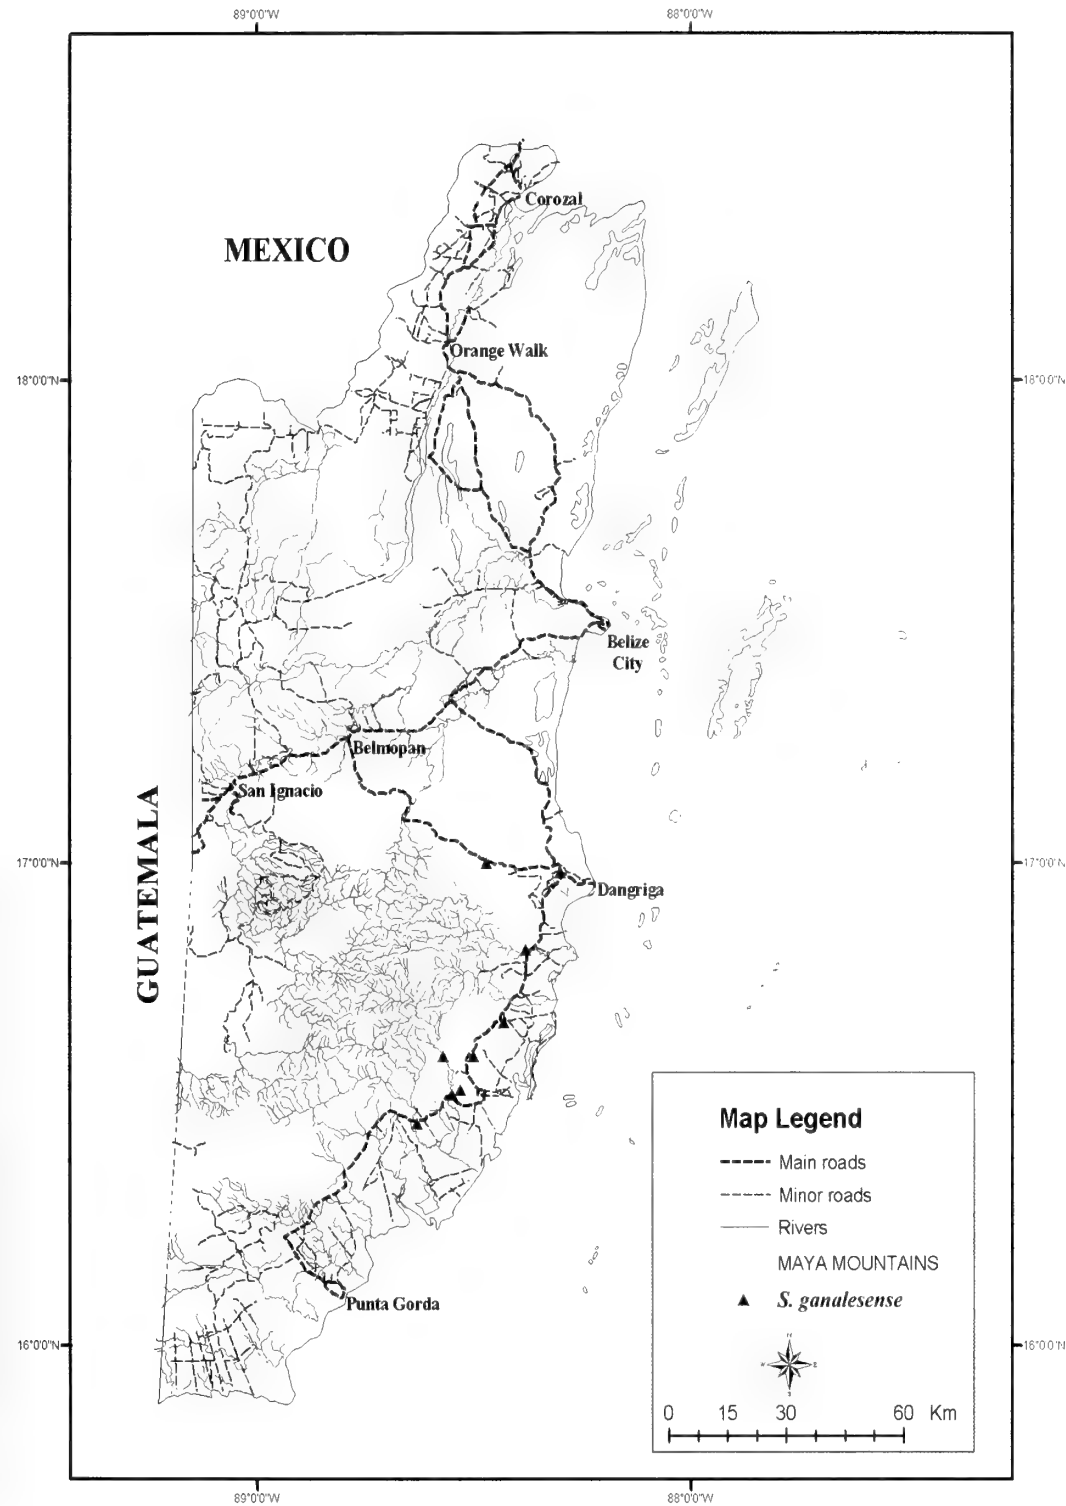 89°0'0"W
88°0'0"W
Corozal
MEXICO
Orange Walk
18°0'0"N
18°0'0"N
Belize
City
Belmopan
San Ignacio
GUATEMALA
17°0'0"N
17°0'0"N
Dangriga
Map Legend
Main roads
Minor roads
Rivers
MAYA MOUNTAINS
S. ganalesense
Punta Gorda
16°0'0"N
16°0'0"N
N
W
E
S
0 15 30 60 Km
89°0'0"W
88°0'0"W